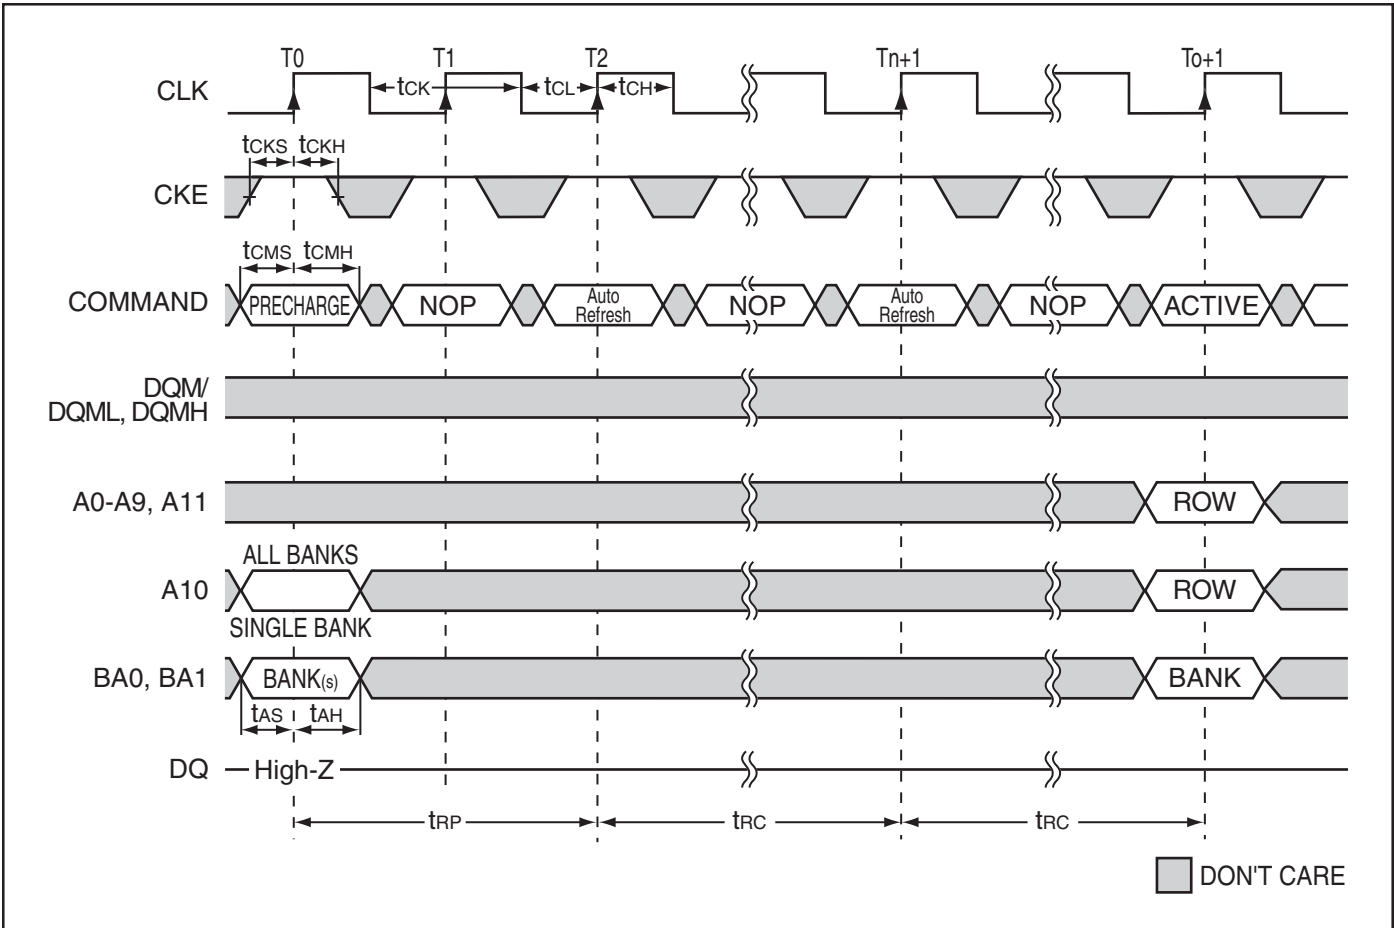 T0 T1 T2 Tn+1 To+1
CLK tCK tCL tCH
tCKS tCKH
CKE
tCMS tCMH
COMMAND PRECHARGE NOP Auto Refresh NOP Auto Refresh NOP ACTIVE
DQM/
DQML, DQMH
A0-A9, A11 ROW
ALL BANKS
A10 ROW
SINGLE BANK
BA0, BA1 BANK(s) BANK
tAS tAH
DQ High-Z
tRP tRC tRC
DON'T CARE